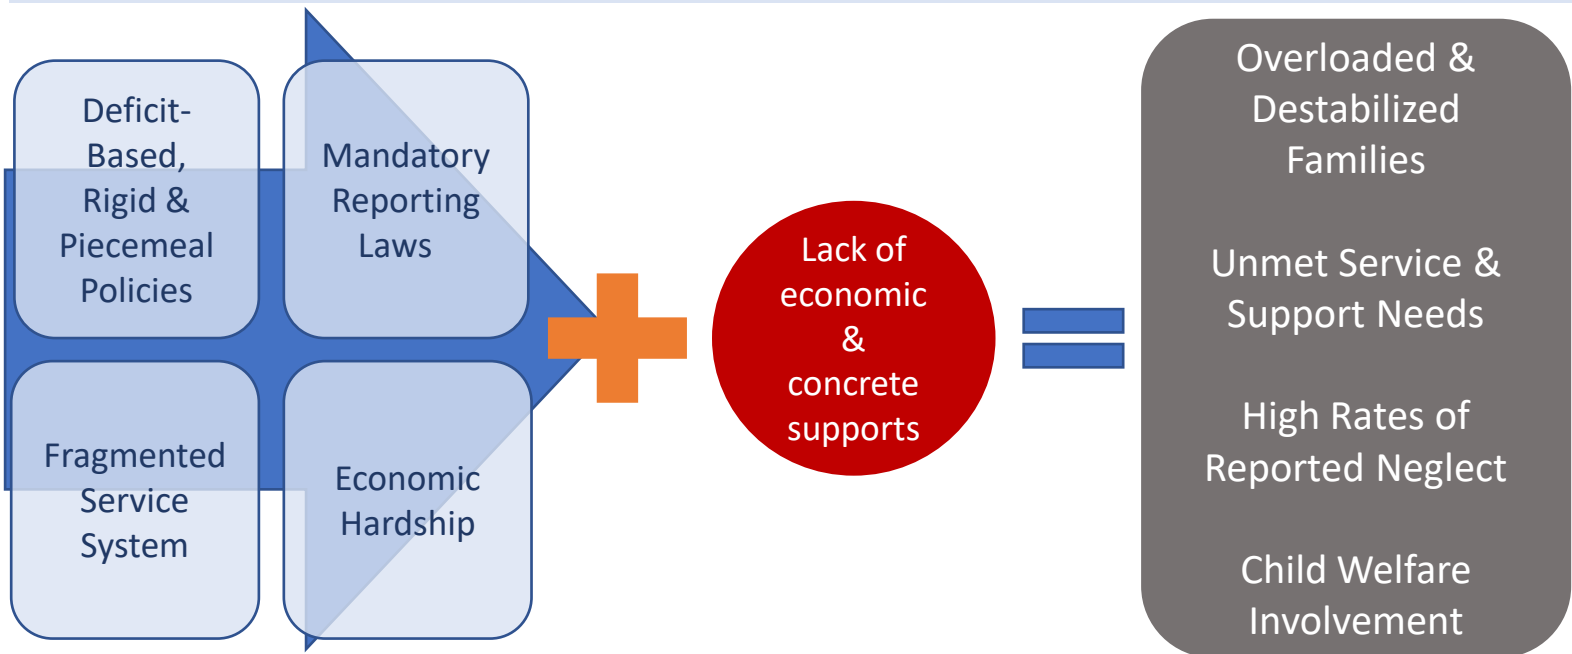 Deficit-
Based,
Rigid &
Piecemeal
Policies
Mandatory
Reporting
Laws
Fragmented
Service
System
Economic
Hardship
Lack of
economic
&
concrete
supports
Overloaded &
Destabilized
Families
Unmet Service &
Support Needs
High Rates of
Reported Neglect
Child Welfare
Involvement